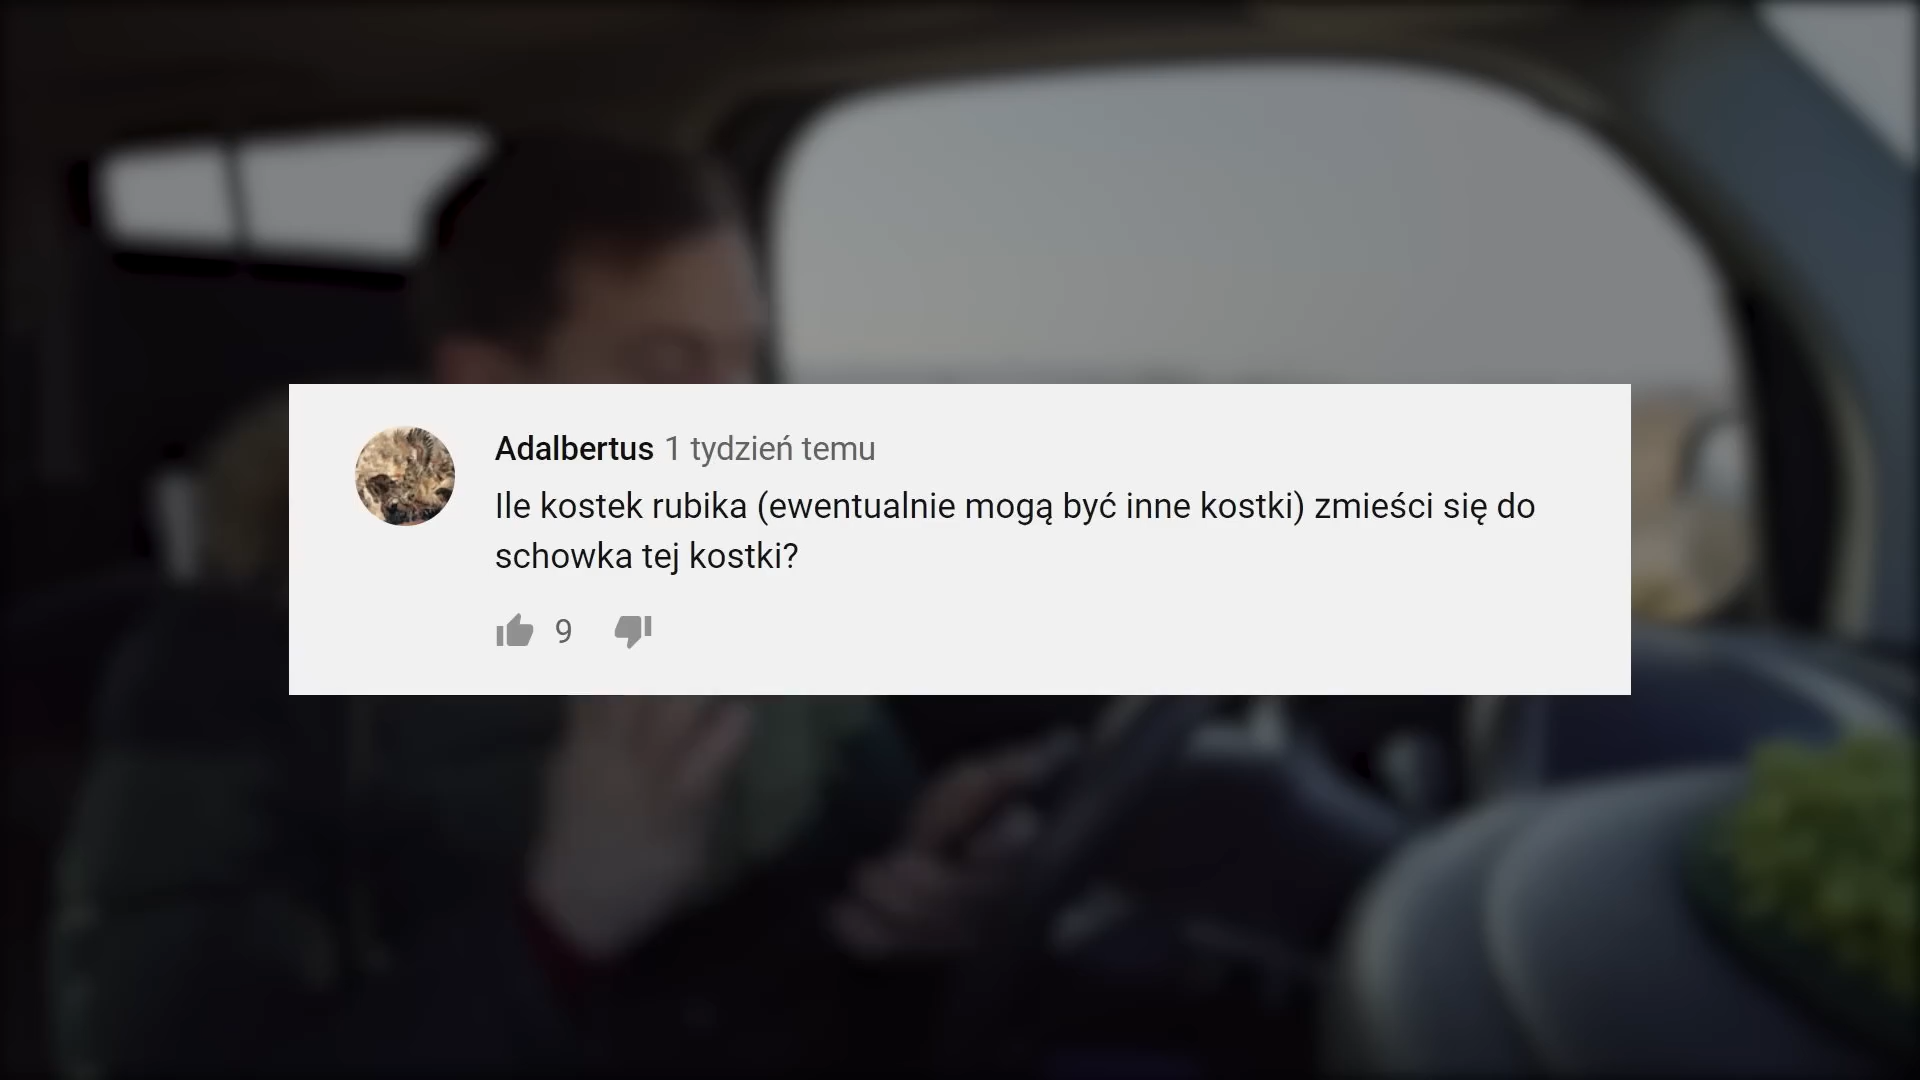 Adalbertus 1 tydzień temu
Ile kostek rubika (ewentualnie mogą być inne kostki) zmieści się do
schowka tej kostki?
9